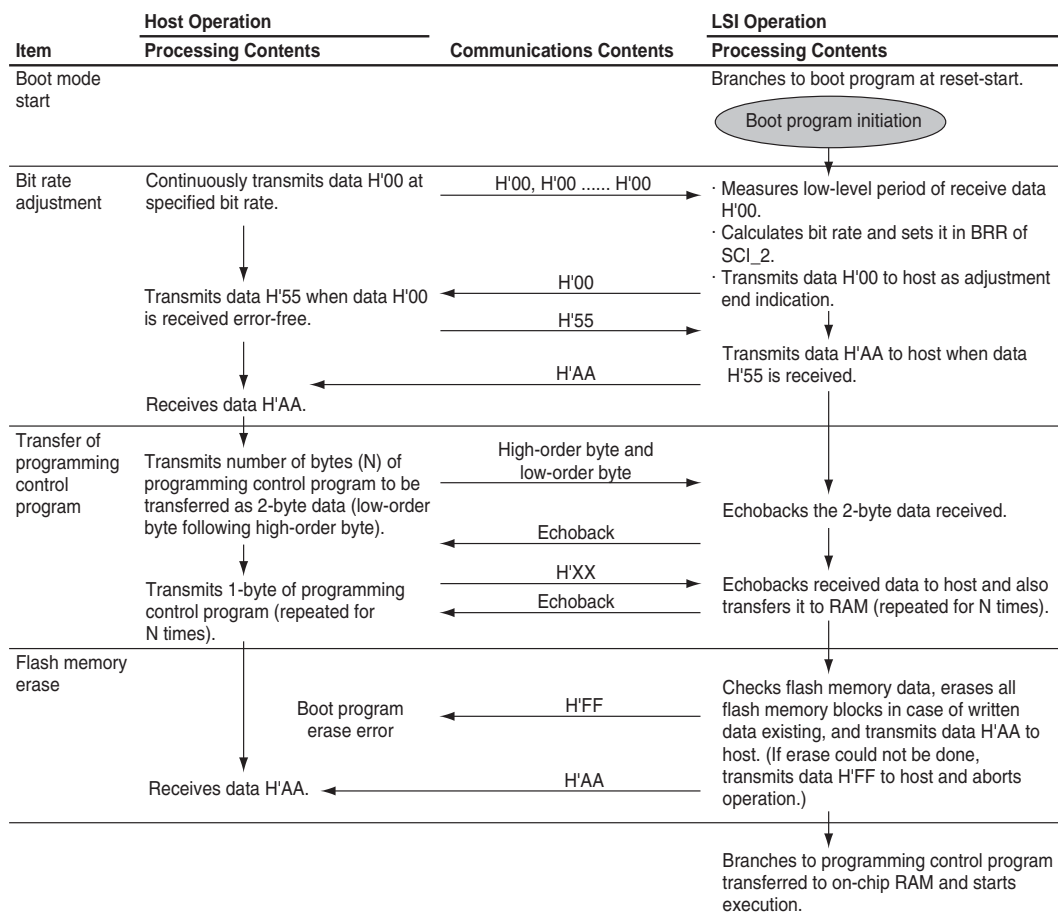 Host Operation
LSI Operation
Item
Processing Contents
Communications Contents
Processing Contents
Boot mode
start
Branches to boot program at reset-start.
Boot program initiation
Bit rate
adjustment
Continuously transmits data H'00 at
specified bit rate.
H'00, H'00 ...... H'00
· Measures low-level period of receive data
H'00.
· Calculates bit rate and sets it in BRR of
SCI_2.
· Transmits data H'00 to host as adjustment
end indication.
H'00
Transmits data H'55 when data H'00
is received error-free.
H'55
Transmits data H'AA to host when data
H'55 is received.
H'AA
Receives data H'AA.
Transfer of
programming
control
program
Transmits number of bytes (N) of
programming control program to be
transferred as 2-byte data (low-order
byte following high-order byte).
High-order byte and
low-order byte
Echobacks the 2-byte data received.
Echoback
Transmits 1-byte of programming
control program (repeated for
N times).
H'XX
Echoback
Echobacks received data to host and also
transfers it to RAM (repeated for N times).
Flash memory
erase
Boot program
erase error
H'FF
Checks flash memory data, erases all
flash memory blocks in case of written
data existing, and transmits data H'AA to
host. (If erase could not be done,
transmits data H'FF to host and aborts
operation.)
Receives data H'AA.
H'AA
Branches to programming control program
transferred to on-chip RAM and starts
execution.